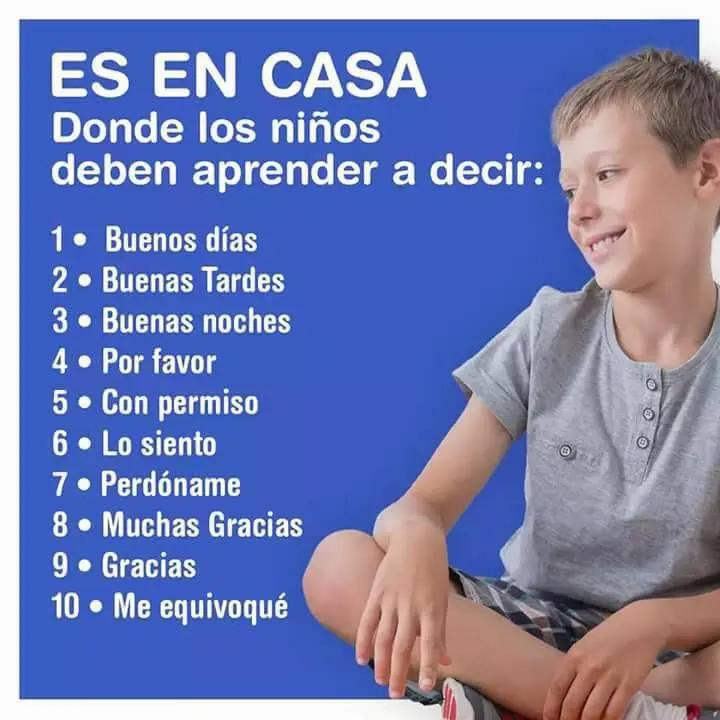 ES EN CASA
Donde los niños
deben aprender a decir:
1 • Buenos días
2 • Buenas Tardes
3 • Buenas noches
4 • Por favor
5 • Con permiso
6 • Lo siento
7 • Perdóname
8 • Muchas Gracias
9 • Gracias
10 • Me equivoqué